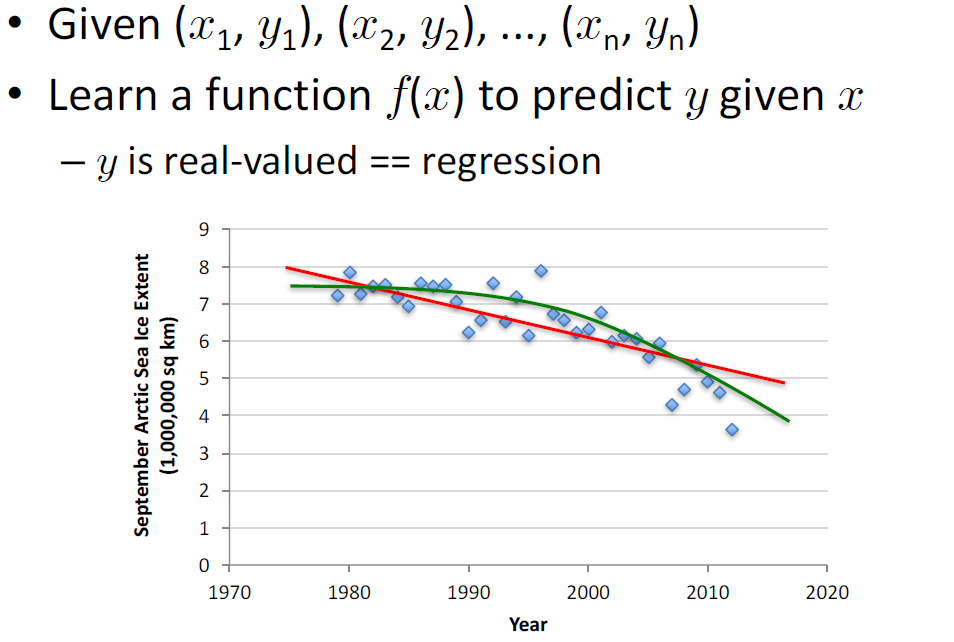 • Given (x₁, y₁), (x₂, y₂), ..., (xₙ, yₙ)
• Learn a function f(x) to predict y given x
– y is real-valued == regression
9
8
7
6
5
4
3
2
1
0
September Arctic Sea Ice Extent
(1,000,000 sq km)
1970 1980 1990 2000 2010 2020
Year